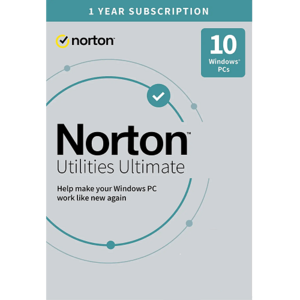 1 YEAR SUBSCRIPTION
norton
10
Windows®
PCs
Norton™
Utilities Ultimate
Help make your Windows PC
work like new again